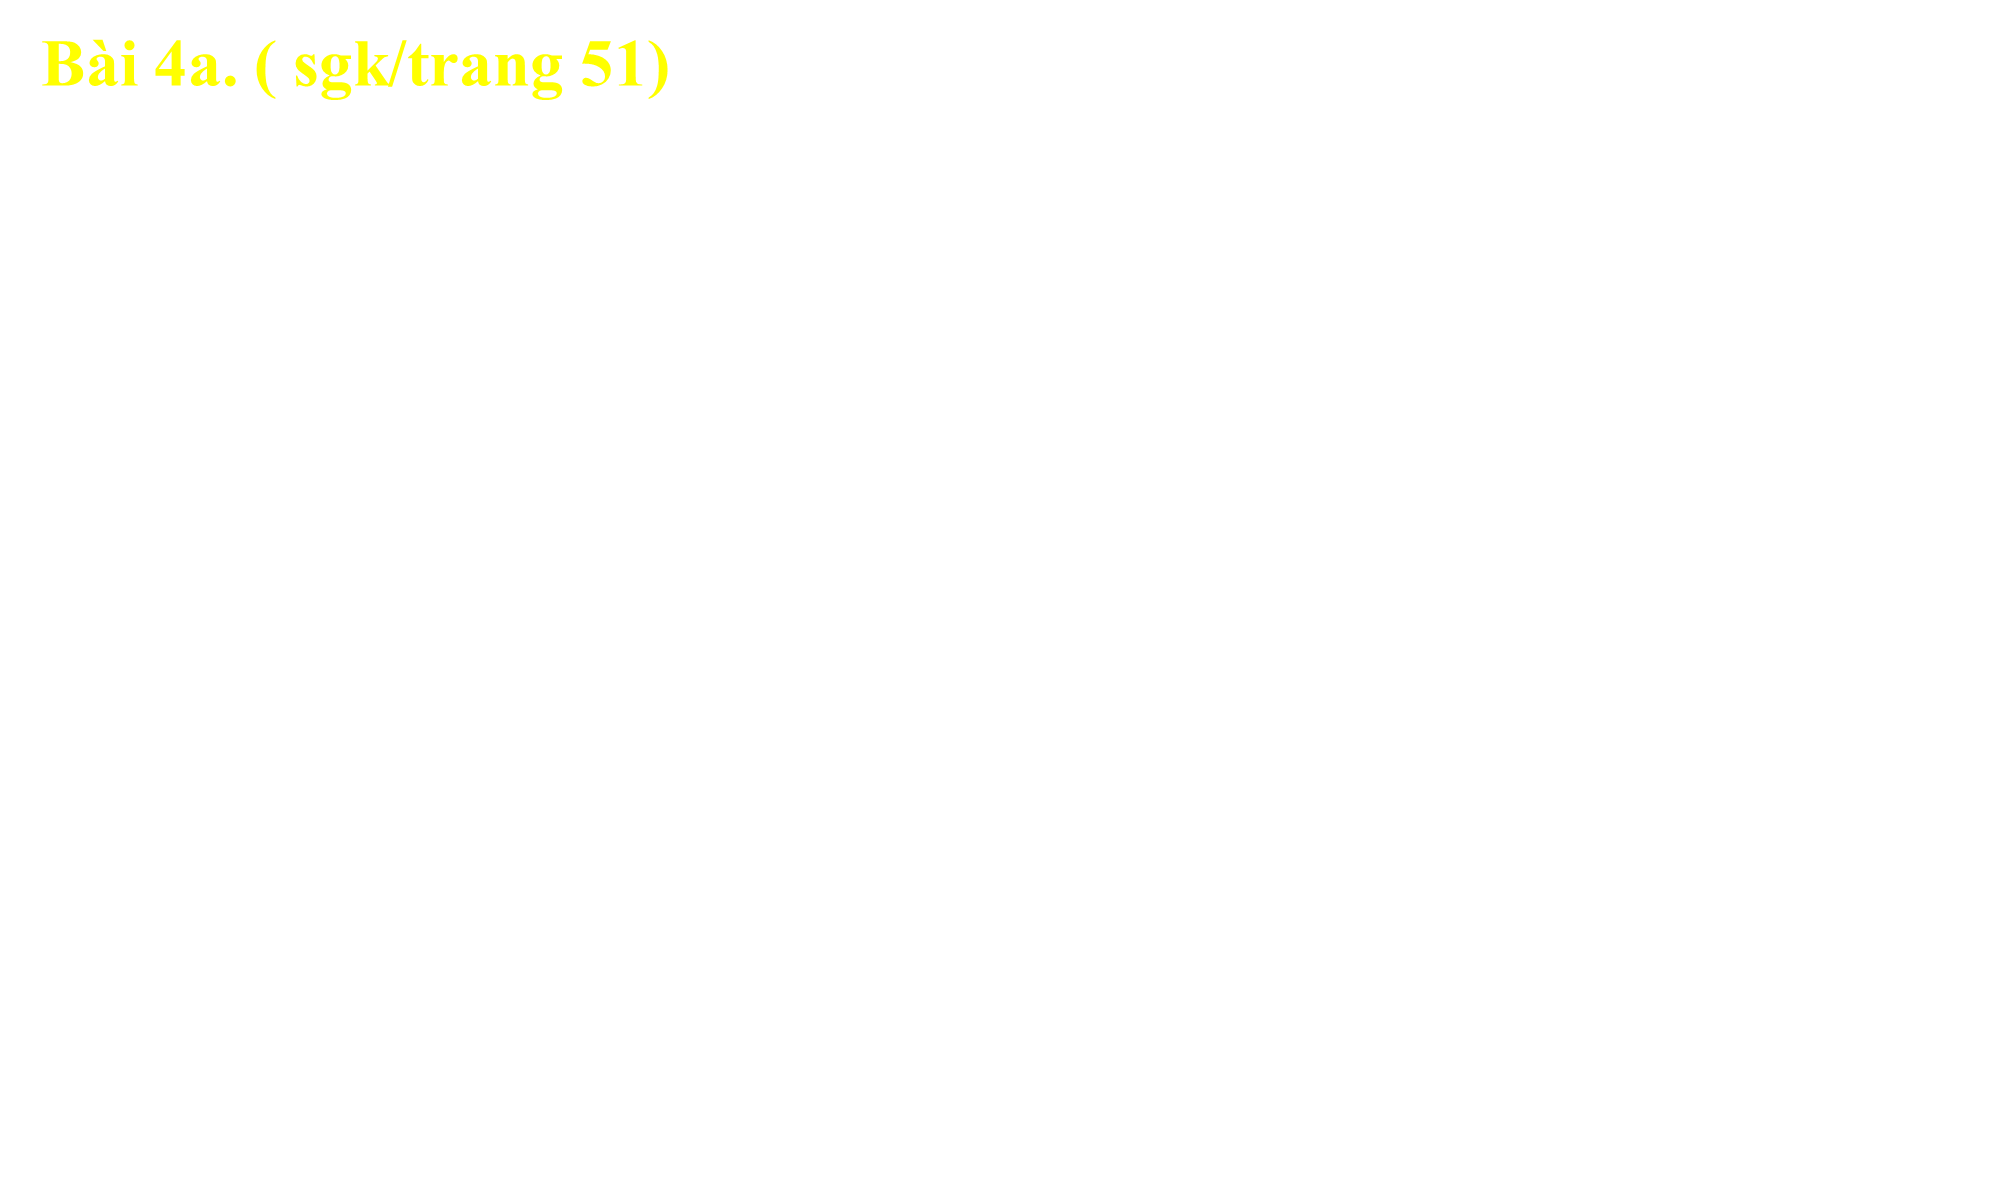 Bài 4a. ( sgk/trang 51)